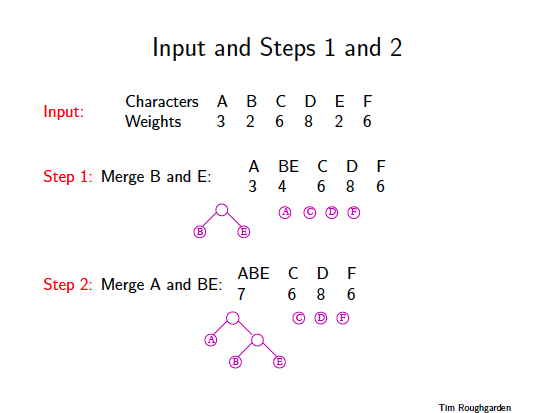 Input and Steps 1 and 2
Input:
Characters A B C D E F
Weights 3 2 6 8 2 6
Step 1: Merge B and E:
A BE C D F
3 4 6 8 6
A C D F
B E
Step 2: Merge A and BE:
ABE C D F
7 6 8 6
C D F
A
B E
Tim Roughgarden